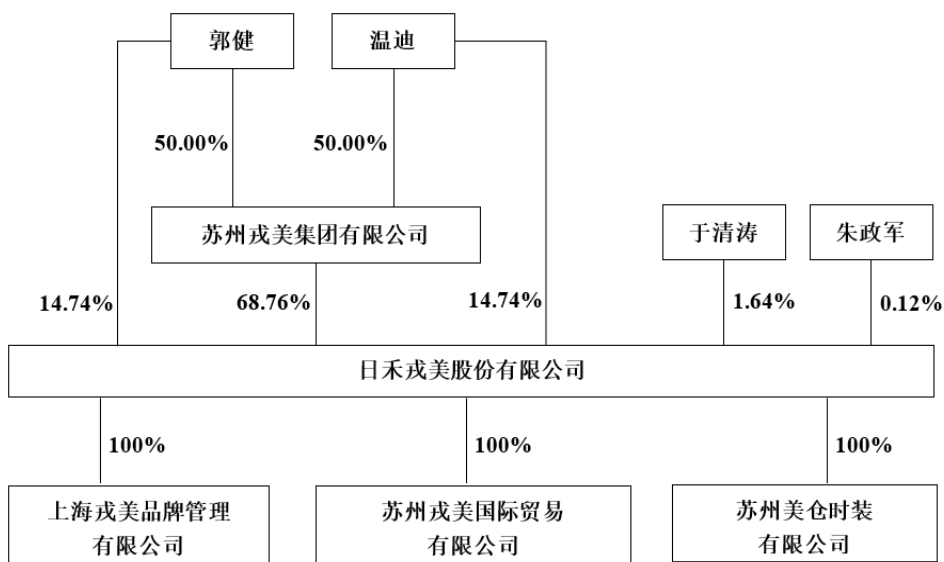 郭健
温迪
50.00%
50.00%
苏州戎美集团有限公司
于清涛
朱政军
14.74%
68.76%
14.74%
1.64%
0.12%
日禾戎美股份有限公司
100%
100%
100%
上海戎美品牌管理
有限公司
苏州戎美国际贸易
有限公司
苏州美仓时装
有限公司